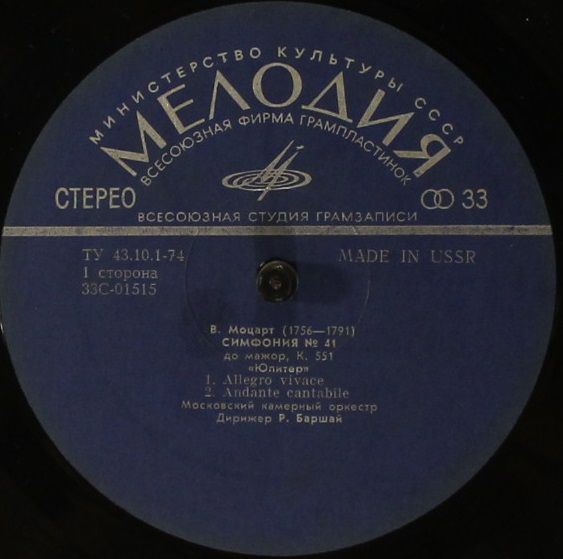 МИНИСТЕРСТВО КУЛЬТУРЫ СССР
МЕЛОДИЯ
ВСЕСОЮЗНАЯ ФИРМА ГРАМПЛАСТИНОК
СТЕРЕО
33
ВСЕСОЮЗНАЯ СТУДИЯ ГРАМЗАПИСИ
ТУ 43.10.1-74
MADE IN USSR
1 сторона
33С-01515
В. Моцарт (1756—1791)
СИМФОНИЯ № 41
до мажор, К. 551
«Юпитер»
1. Allegro vivace
2. Andante cantabile
Московский камерный оркестр
Дирижер Р. Баршай